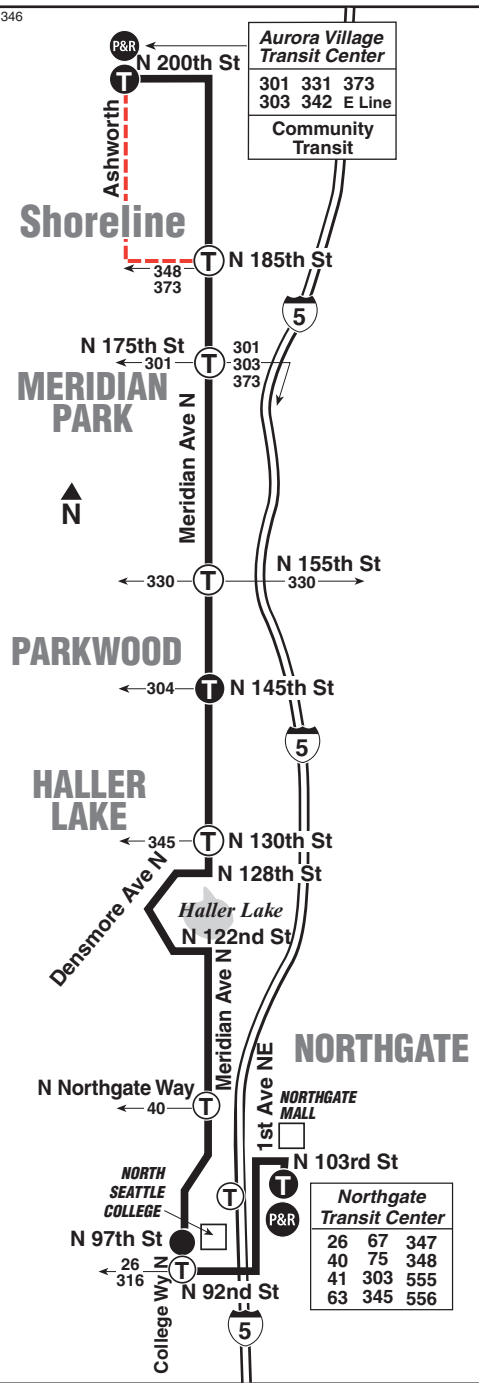 346
P&R
N 200th St
T
Aurora Village
Transit Center
301 331 373
303 342 E Line
Community
Transit
Ashworth
Shoreline
T
N 185th St
348
373
5
N 175th St
301
T
301
303
373
MERIDIAN
PARK
Meridian Ave N
N
N 155th St
330
T
330
PARKWOOD
304
T
N 145th St
5
HALLER
LAKE
345
T
N 130th St
N 128th St
Densmore Ave N
Haller Lake
N 122nd St
Meridian Ave N
NORTHGATE
1st Ave NE
N Northgate Way
40
T
NORTHGATE
MALL
N 103rd St
NORTH
SEATTLE
COLLEGE
T
T
P&R
Northgate
Transit Center
26 67 347
40 75 348
41 303 555
63 345 556
N 97th St
26
316
T
N 92nd St
College Wy N
5